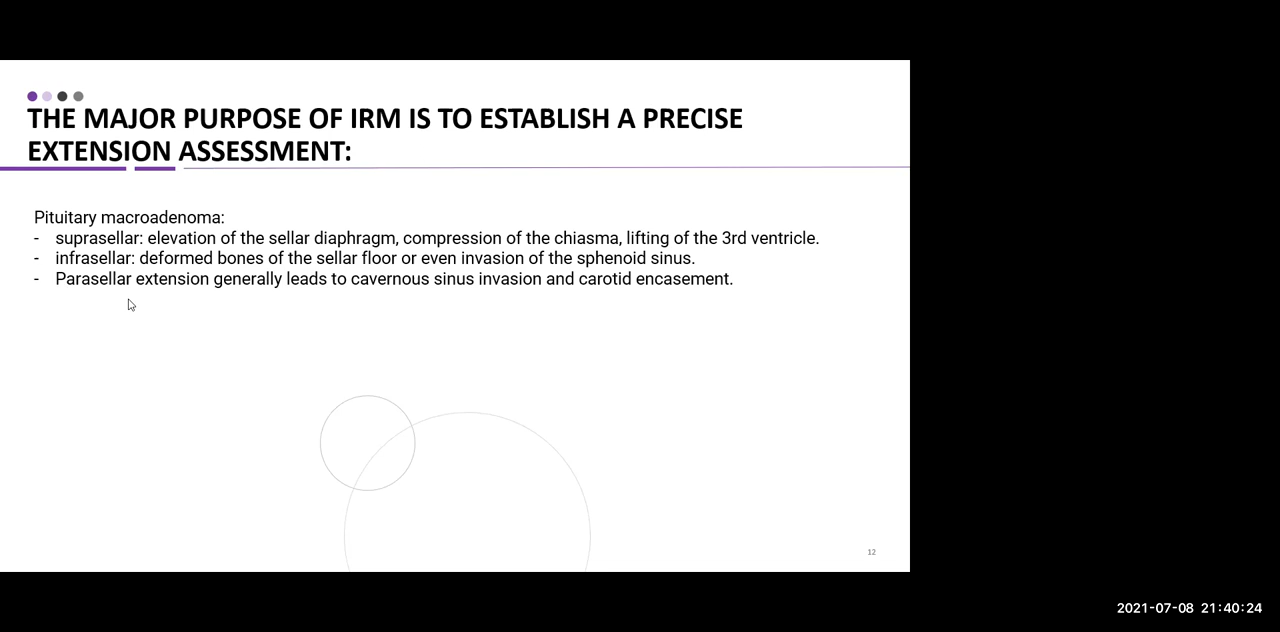 THE MAJOR PURPOSE OF IRM IS TO ESTABLISH A PRECISE
EXTENSION ASSESSMENT:
Pituitary macroadenoma:
- suprasellar: elevation of the sellar diaphragm, compression of the chiasma, lifting of the 3rd ventricle.
- infrasellar: deformed bones of the sellar floor or even invasion of the sphenoid sinus.
- Parasellar extension generally leads to cavernous sinus invasion and carotid encasement.
12
2021-07-08 21:40:24